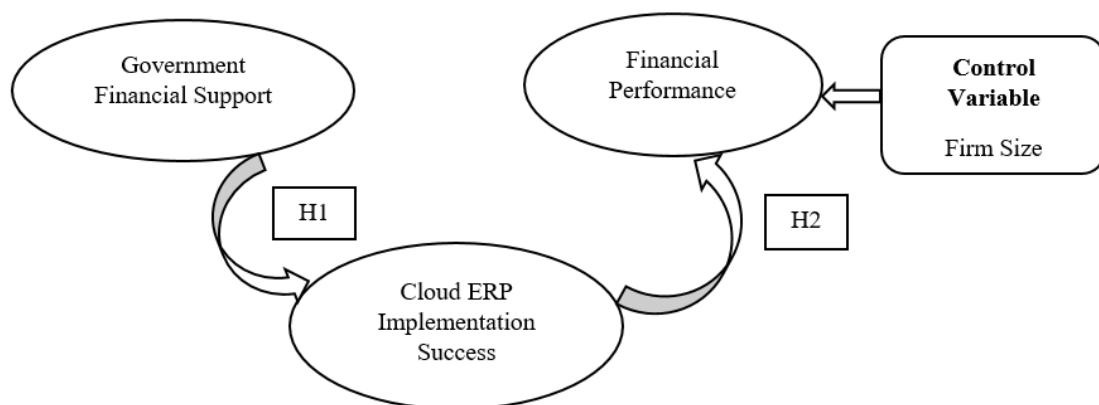 Government
Financial Support
Financial
Performance
Control
Variable
Firm Size
H1
H2
Cloud ERP
Implementation
Success